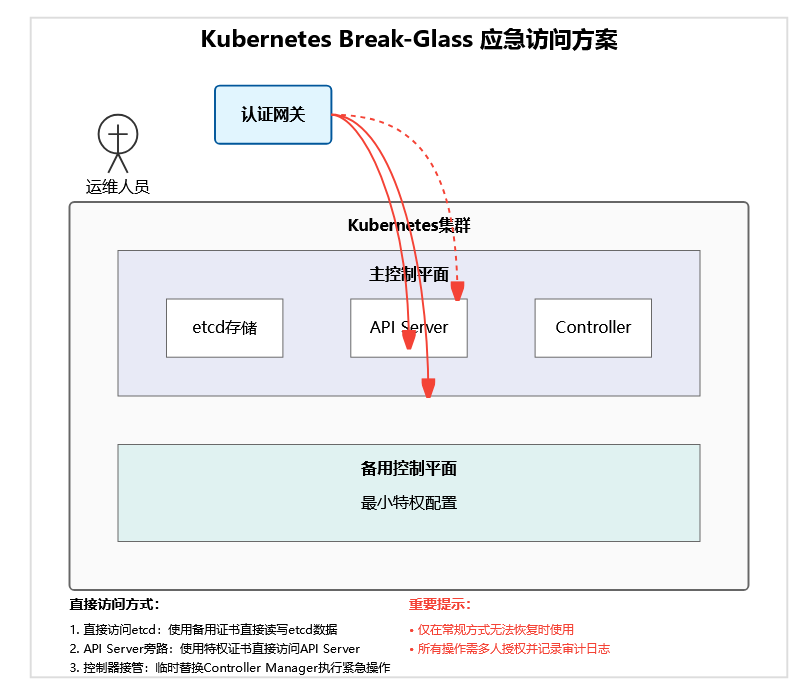 Kubernetes Break-Glass 应急访问方案
认证网关
运维人员
Kubernetes集群
主控制平面
etcd存储
API Server
Controller
备用控制平面
最小特权配置
直接访问方式：
1. 直接访问etcd：使用备用证书直接读写etcd数据
2. API Server旁路：使用特权证书直接访问API Server
3. 控制器接管：临时替换Controller Manager执行紧急操作
重要提示：
• 仅在常规方式无法恢复时使用
• 所有操作需多人授权并记录审计日志